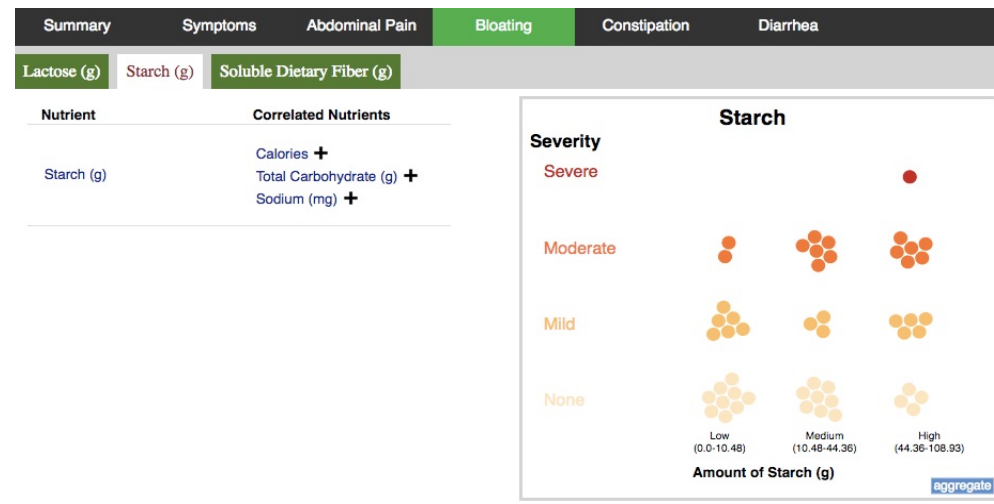 Summary Symptoms Abdominal Pain Bloating Constipation Diarrhea
Lactose (g) Starch (g) Soluble Dietary Fiber (g)
Nutrient Correlated Nutrients
Starch (g)
Calories +
Total Carbohydrate (g) +
Sodium (mg) +
Starch
Severity
Severe
Moderate
Mild
None
Low Medium High
(0.0-10.48) (10.48-44.36) (44.36-108.93)
Amount of Starch (g)
aggregate